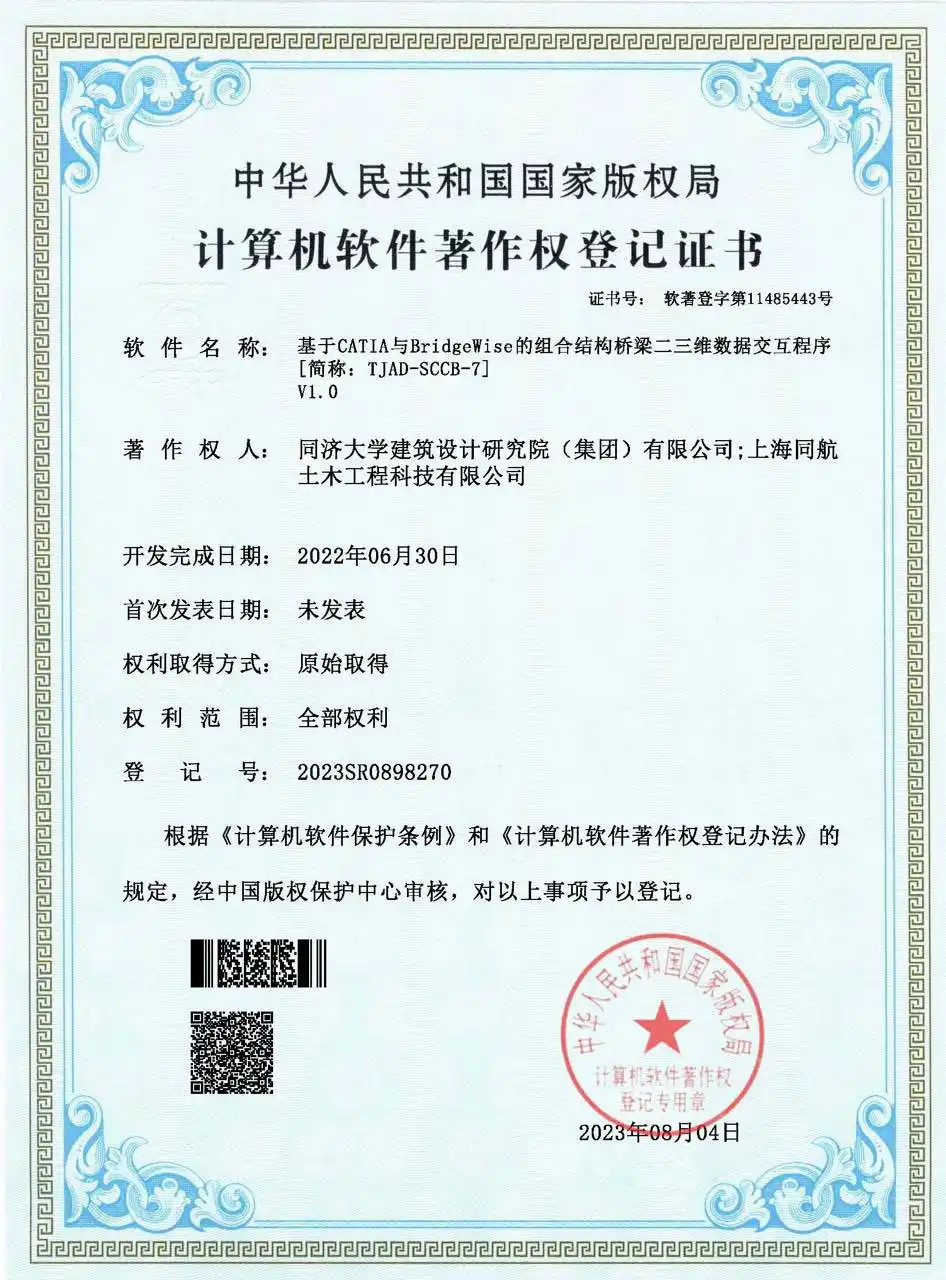 中华人民共和国国家版权局
计算机软件著作权登记证书
证书号： 软著登字第11485443号
软件名称： 基于CATIA与BridgeWise的组合结构桥梁二三维数据交互程序
[简称：TJAD-SCCB-7]
V1.0
著作权人： 同济大学建筑设计研究院（集团）有限公司;上海同航
土木工程科技有限公司
开发完成日期： 2022年06月30日
首次发表日期： 未发表
权利取得方式： 原始取得
权利范围： 全部权利
登记号： 2023SR0898270
根据《计算机软件保护条例》和《计算机软件著作权登记办法》的
规定，经中国版权保护中心审核，对以上事项予以登记。
中华人民共和国国家版权局
计算机软件著作权
登记专用章
2023年08月04日